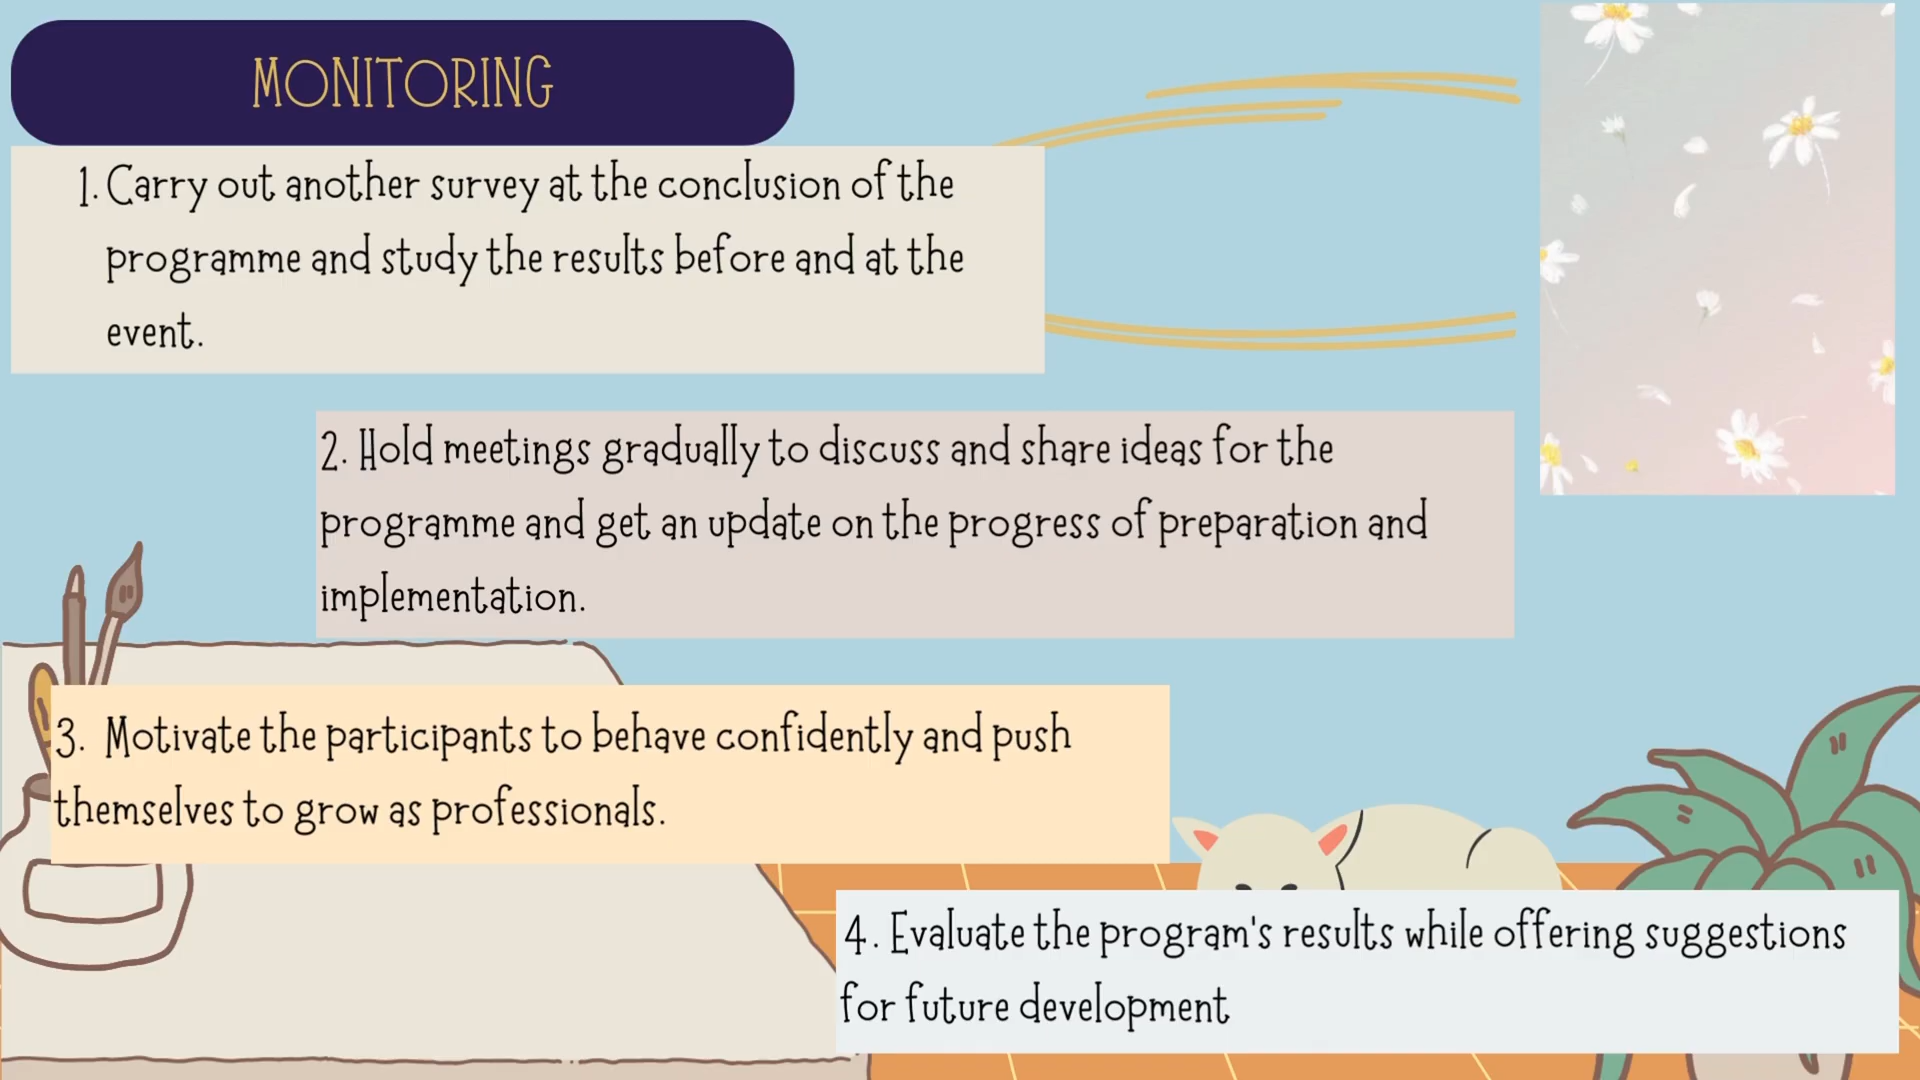 MONITORING
1. Carry out another survey at the conclusion of the
programme and study the results before and at the
event.
2. Hold meetings gradually to discuss and share ideas for the
programme and get an update on the progress of preparation and
implementation.
3. Motivate the participants to behave confidently and push
themselves to grow as professionals.
4. Evaluate the program's results while offering suggestions
for future development